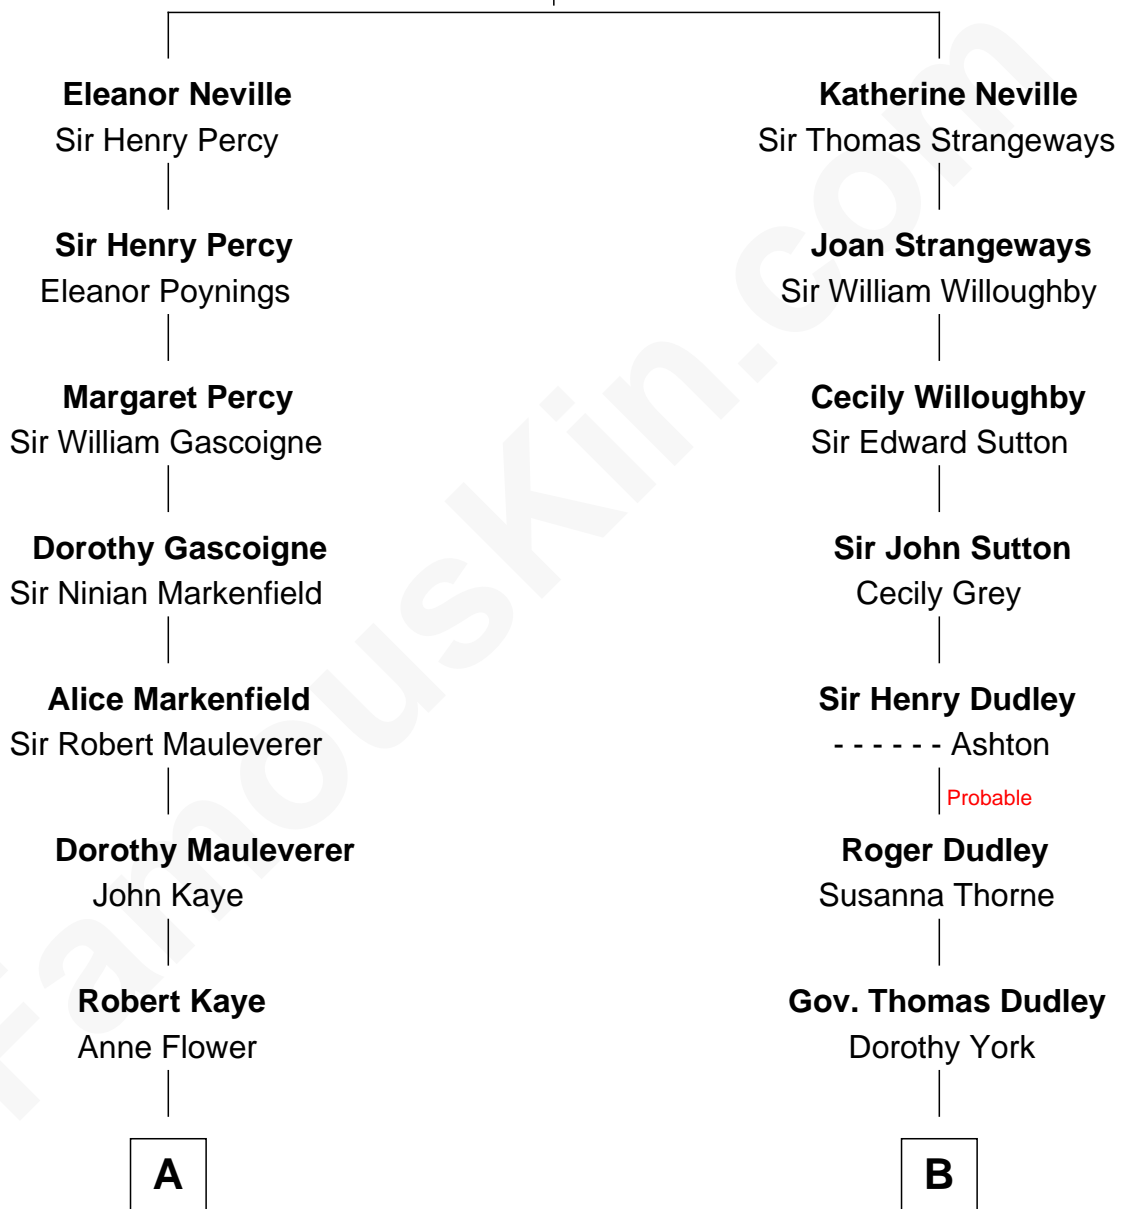 Eleanor Neville
Sir Henry Percy
Sir Henry Percy
Eleanor Poynings
Margaret Percy
Sir William Gascoigne
Dorothy Gascoigne
Sir Ninian Markenfield
Alice Markenfield
Sir Robert Mauleverer
Dorothy Mauleverer
John Kaye
Robert Kaye
Anne Flower
A
Katherine Neville
Sir Thomas Strangeways
Joan Strangeways
Sir William Willoughby
Cecily Willoughby
Sir Edward Sutton
Sir John Sutton
Cecily Grey
Sir Henry Dudley
- - - - - - Ashton
Probable
Roger Dudley
Susanna Thorne
Gov. Thomas Dudley
Dorothy York
B
FamousKin.com